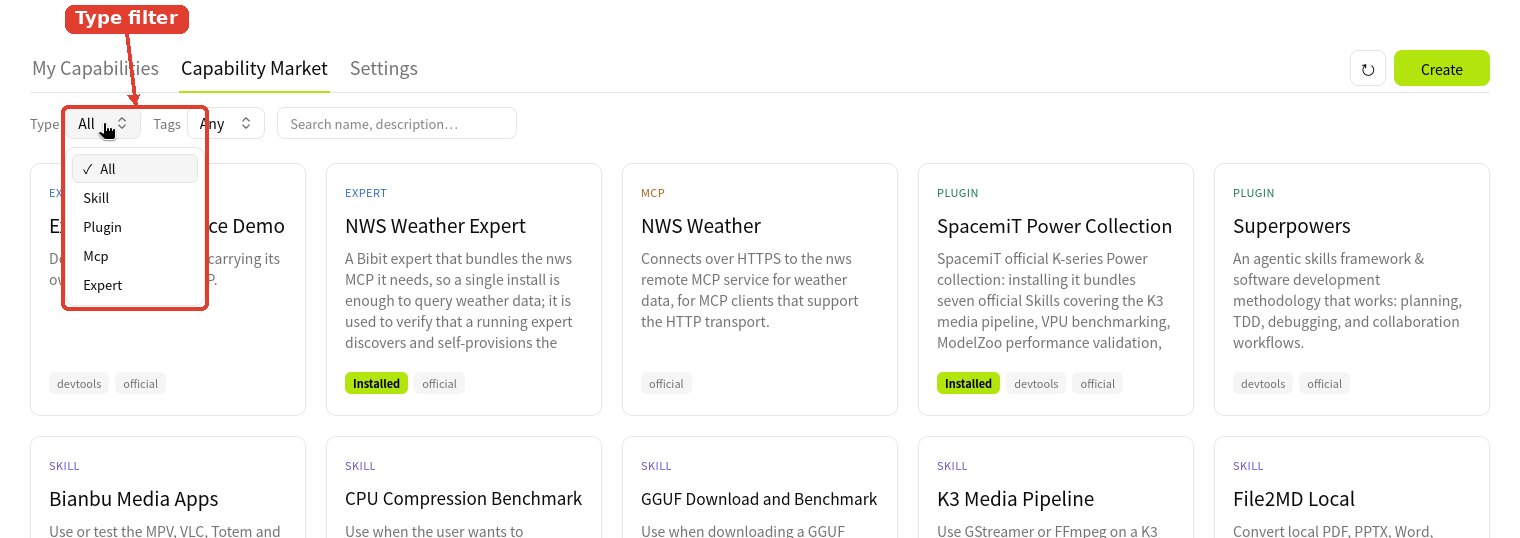 Type filter
My Capabilities
Capability Market
Settings
Create
Type
All
Tags
Any
Search name, description…
✓ All
Skill
Plugin
Mcp
Expert
ce Demo
carrying its
devtools
official
EXPERT
NWS Weather Expert
A Bibit expert that bundles the nws
MCP it needs, so a single install is
enough to query weather data; it is
used to verify that a running expert
discovers and self-provisions the
Installed
official
MCP
NWS Weather
Connects over HTTPS to the nws
remote MCP service for weather
data, for MCP clients that support
the HTTP transport.
official
PLUGIN
SpacemiT Power Collection
SpacemiT official K-series Power
collection: installing it bundles
seven official Skills covering the K3
media pipeline, VPU benchmarking,
ModelZoo performance validation,
Installed
devtools
official
PLUGIN
Superpowers
An agentic skills framework &
software development
methodology that works: planning,
TDD, debugging, and collaboration
workflows.
devtools
official
SKILL
Bianbu Media Apps
Use or test the MPV, VLC, Totem and
SKILL
CPU Compression Benchmark
Use when the user wants to
SKILL
GGUF Download and Benchmark
Use when downloading a GGUF
SKILL
K3 Media Pipeline
Use GStreamer or FFmpeg on a K3
SKILL
File2MD Local
Convert local PDF, PPTX, Word,